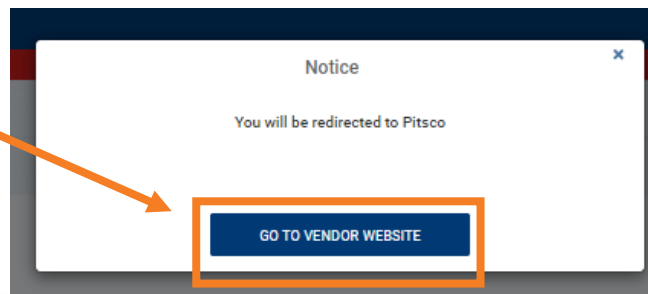 Notice
×
You will be redirected to Pitsco
GO TO VENDOR WEBSITE